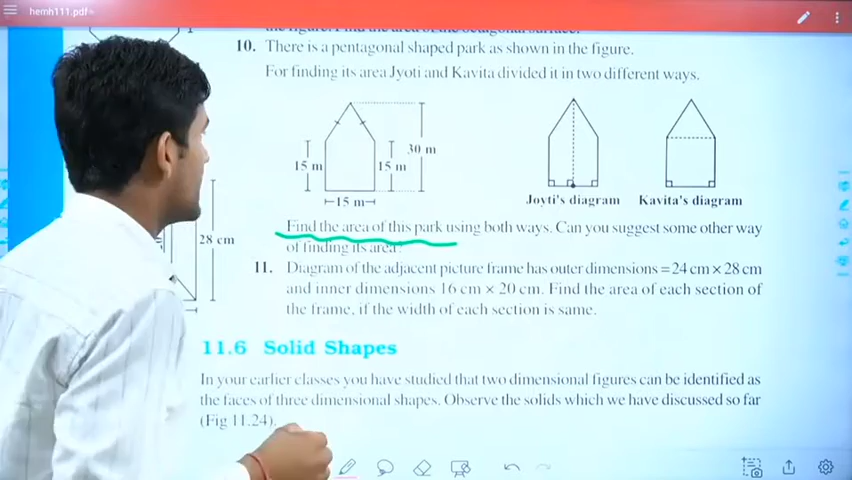 hemh111.pdf
10. There is a pentagonal shaped park as shown in the figure.
For finding its area Jyoti and Kavita divided it in two different ways.
30 m
15 m
15 m
15 m
Joyti's diagram
Kavita's diagram
28 cm
Find the area of this park using both ways. Can you suggest some other way
of finding its area?
11. Diagram of the adjacent picture frame has outer dimensions = 24 cm × 28 cm
and inner dimensions 16 cm × 20 cm. Find the area of each section of
the frame, if the width of each section is same.
11.6 Solid Shapes
In your earlier classes you have studied that two dimensional figures can be identified as
the faces of three dimensional shapes. Observe the solids which we have discussed so far
(Fig 11.24).